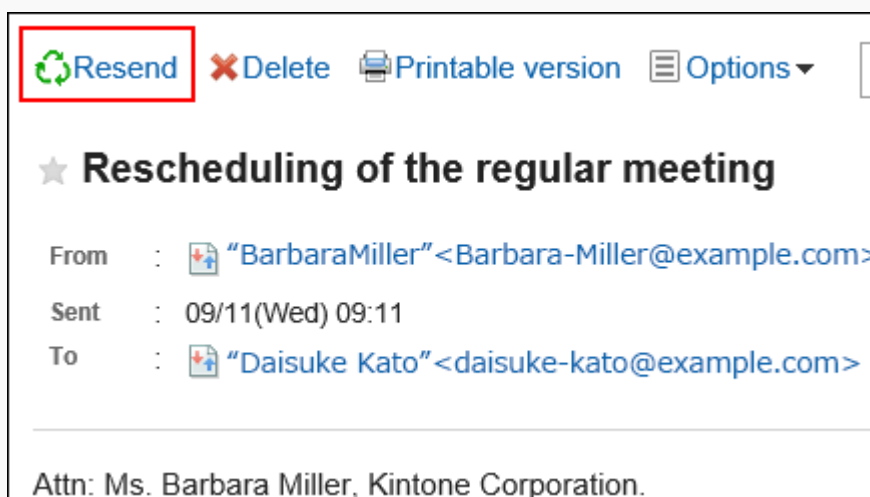 Resend Delete Printable version Options
Rescheduling of the regular meeting
From : “BarbaraMiller”<Barbara-Miller@example.com>
Sent : 09/11(Wed) 09:11
To : “Daisuke Kato”<daisuke-kato@example.com>
Attn: Ms. Barbara Miller, Kintone Corporation.